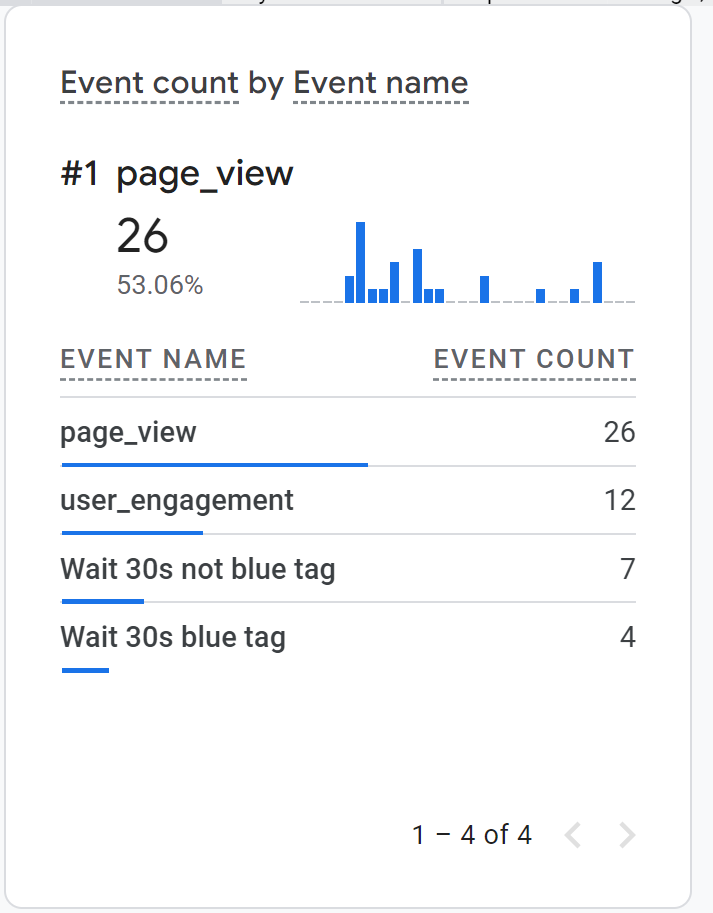 Event count by Event name
#1 page_view
26
53.06%
EVENT NAME EVENT COUNT
page_view 26
user_engagement 12
Wait 30s not blue tag 7
Wait 30s blue tag 4
1 – 4 of 4